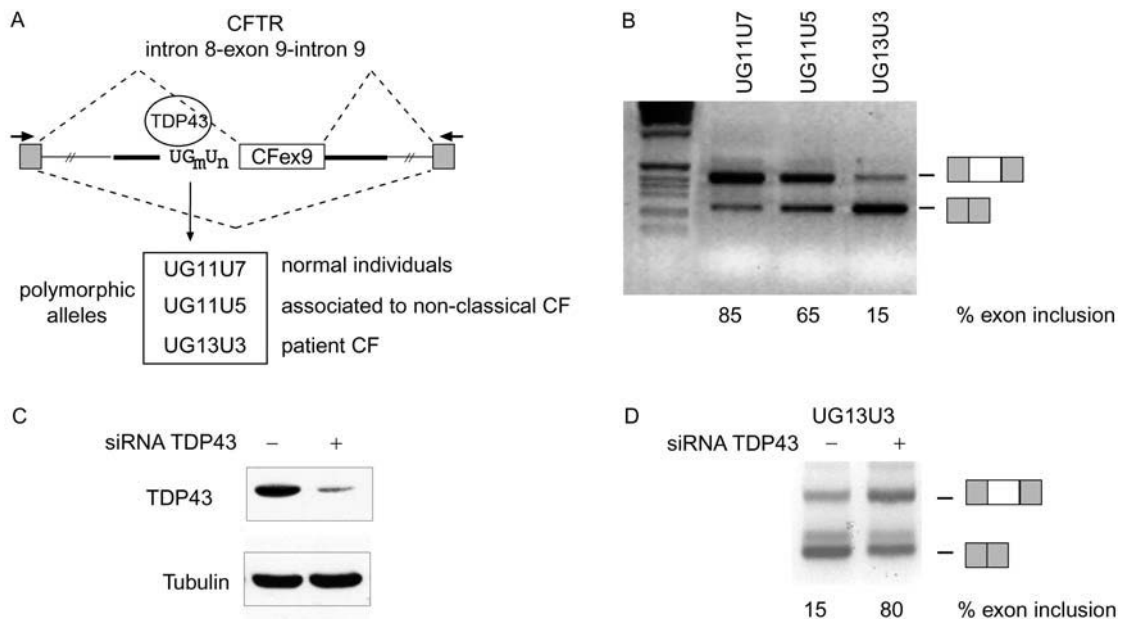 A
CFTR
intron 8-exon 9-intron 9
TDP43
UGmUn
CFex9
polymorphic
alleles
UG11U7
UG11U5
UG13U3
normal individuals
associated to non-classical CF
patient CF
B
UG11U7
UG11U5
UG13U3
85 65 15 % exon inclusion
C
siRNA TDP43 – +
TDP43
Tubulin
D
UG13U3
siRNA TDP43 – +
15 80 % exon inclusion